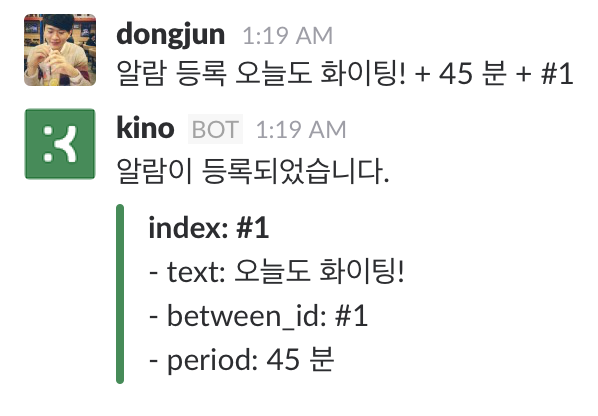 dongjun 1:19 AM
알람 등록 오늘도 화이팅! + 45 분 + #1
kino BOT 1:19 AM
알람이 등록되었습니다.
index: #1
- text: 오늘도 화이팅!
- between_id: #1
- period: 45 분